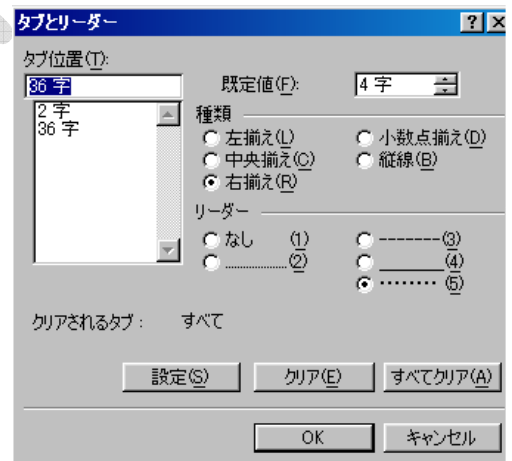 タブとリーダー
タブ位置(T):
36 字
2 字
36 字
既定値(F): 4 字
種類
左揃え(L) 小数点揃え(D)
中央揃え(C) 縦線(B)
右揃え(R)
リーダー
なし (1) -------(3)
...............(2) _______(4)
········ (5)
クリアされるタブ： すべて
設定(S) クリア(E) すべてクリア(A)
OK キャンセル